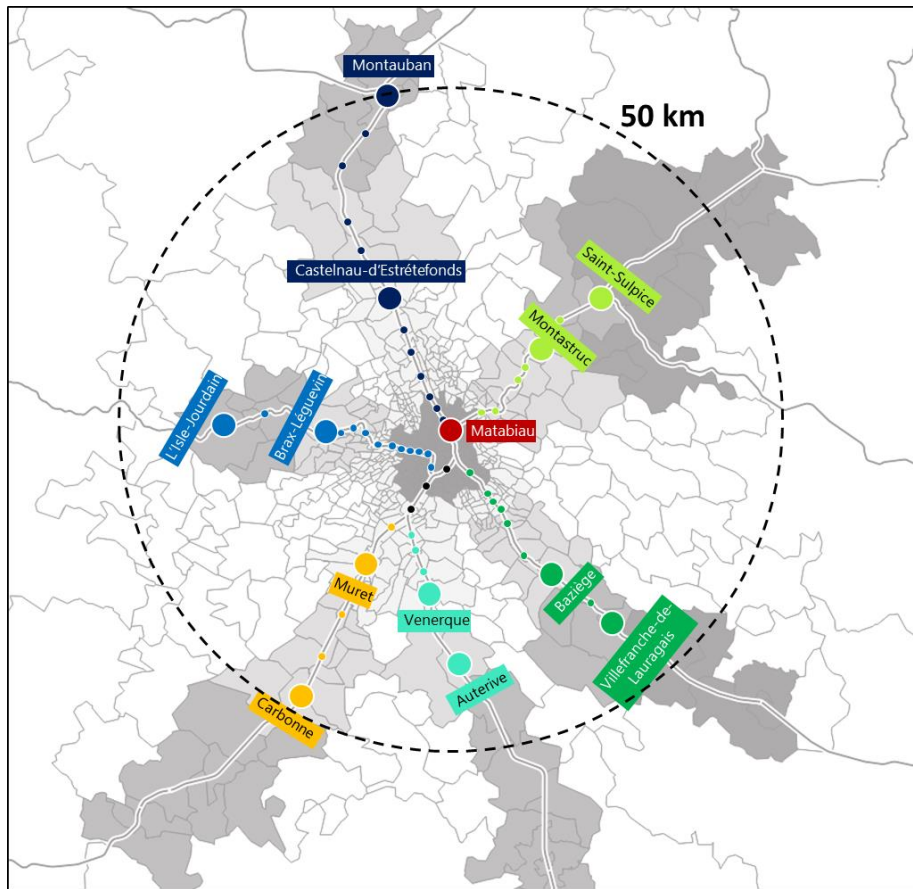 Montauban
50 km
Castelnau-d'Estrétefonds
Saint-Sulpice
Montastruc
L'Isle-Jourdain
Brax-Léguevin
Matabiau
Muret
Venerque
Baziège
Villefranche-de-
Lauragais
Auterive
Carbonne